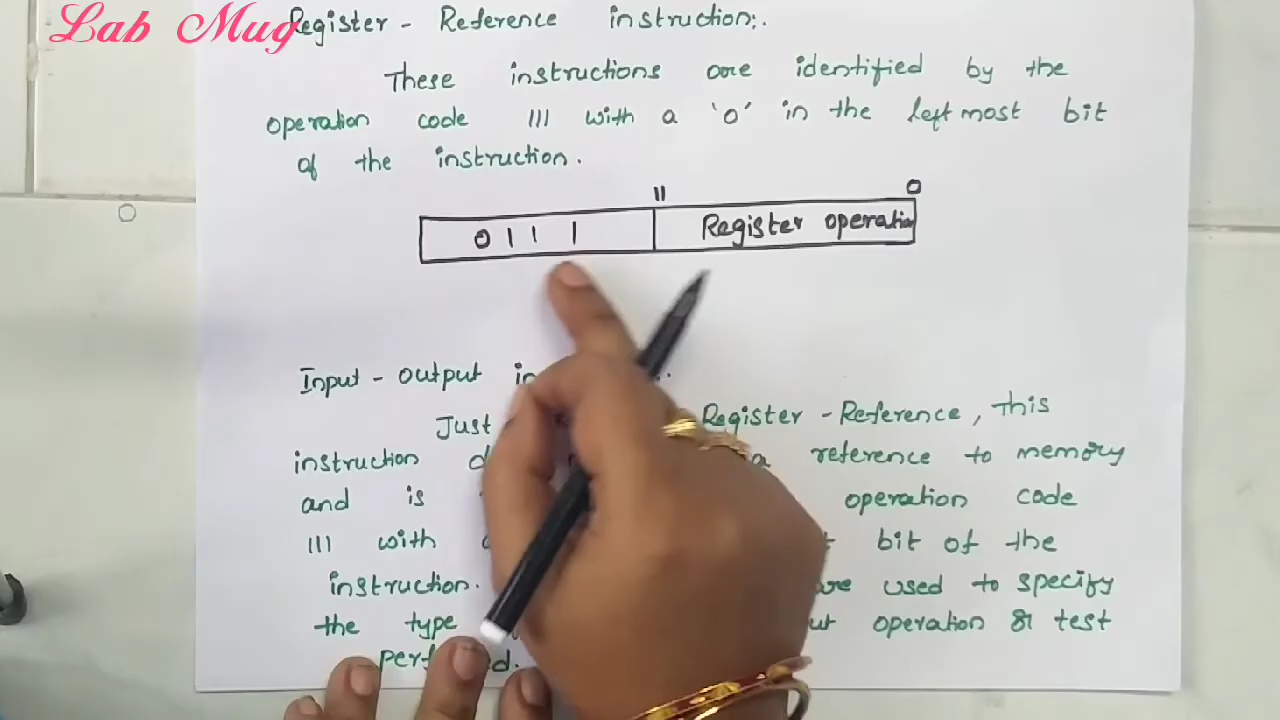 Lab Mug
Register - Reference instruction:.
These instructions are identified by the
operation code 111 with a '0' in the leftmost bit
of the instruction.
11 0
0 1 1 1 Register operation
Input - output
Just Register - Reference, This
instruction a reference to memory
and is operation code
111 with bit of the
instruction. are used to specify
the type operation & test